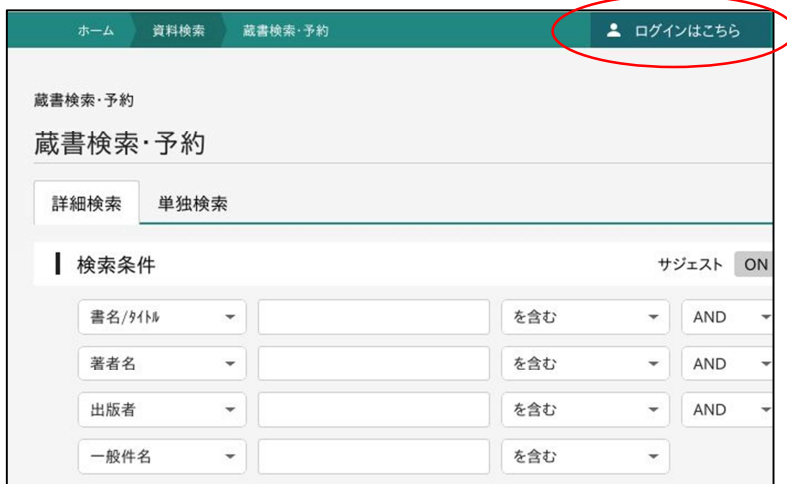 ホーム 資料検索 蔵書検索・予約 ログインはこちら
蔵書検索・予約
蔵書検索・予約
詳細検索 単独検索
検索条件 サジェスト ON
書名/ﾀｲﾄﾙ を含む AND
著者名 を含む AND
出版者 を含む AND
一般件名 を含む